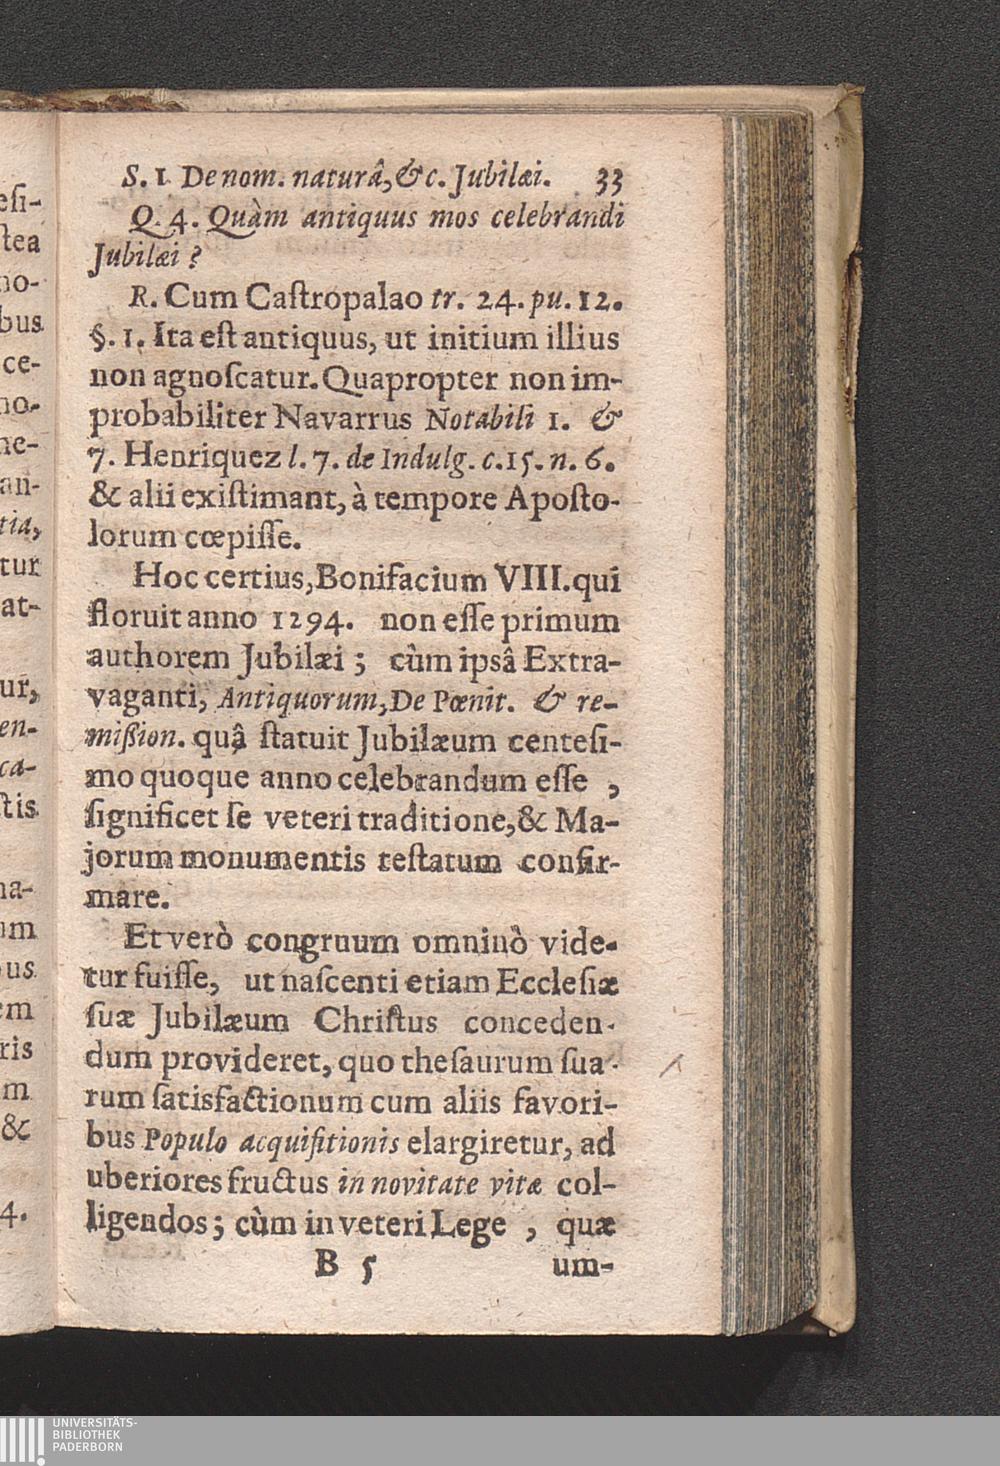 S. 1 De nom. naturâ, & c. Jubilæi. 33
Q. 4. Quàm antiquus mos celebrandi
Jubilæi ?
R. Cum Caſtropalao tr. 24. pu. 12.
§. 1. Ita eſt antiquus, ut initium illius
non agnoſcatur. Quapropter non im-
probabiliter Navarrus Notabili 1. &
7. Henriquez l. 7. de Indulg. c. 15. n. 6.
& alii exiſtimant, à tempore Apoſto-
lorum cœpiſſe.
Hoc certius, Bonifacium VIII. qui
floruit anno 1294. non eſſe primum
authorem Jubilæi ; cùm ipsâ Extra-
vaganti, Antiquorum, De Pœnit. & re-
mißion. quâ ſtatuit Jubilæum centeſi-
mo quoque anno celebrandum eſſe ,
ſignificet ſe veteri traditione, & Ma-
jorum monumentis teſtatum confir-
mare.
Et verò congruum omninò vide-
tur fuiſſe, ut naſcenti etiam Eccleſiæ
ſuæ Jubilæum Chriſtus conceden-
dum provideret, quo theſaurum ſua-
rum ſatisfactionum cum aliis favori-
bus Populo acquiſitionis elargiretur, ad
uberiores fructus in novitate vitæ col-
ligendos ; cùm in veteri Lege , quæ
B 5 um-
UNIVERSITÄTS-
BIBLIOTHEK
PADERBORN